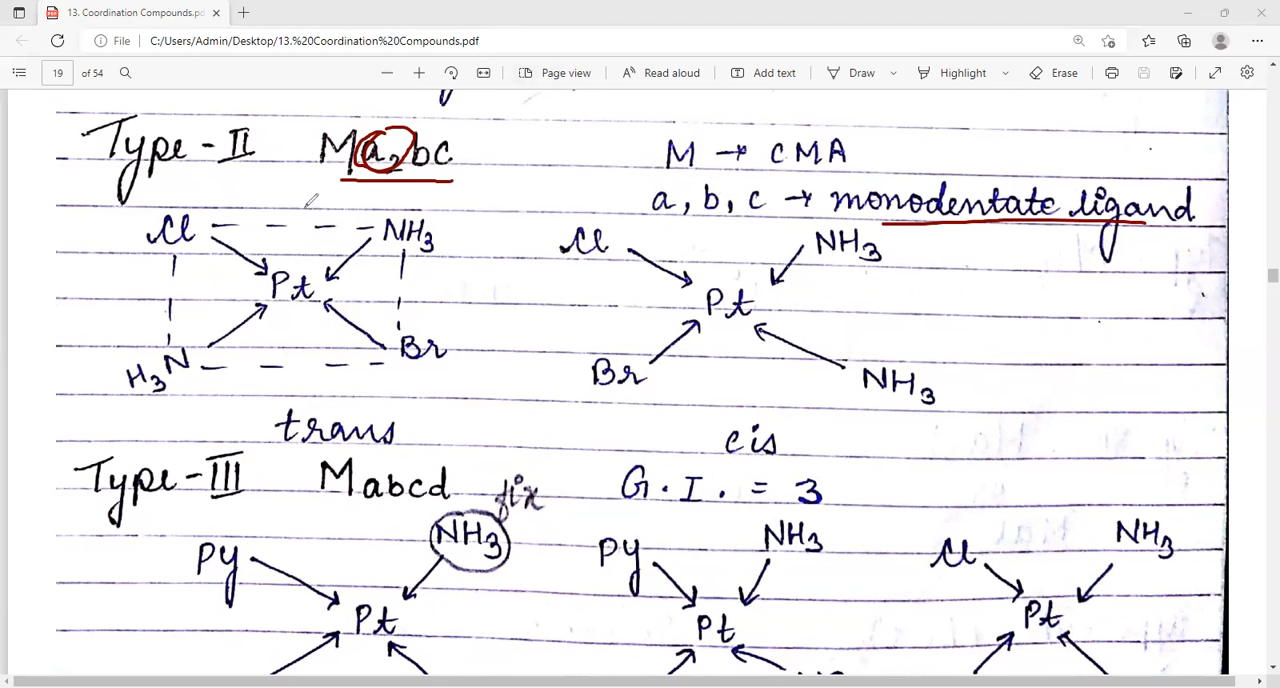 13. Coordination Compounds.pd
File C:/Users/Admin/Desktop/13.%20Coordination%20Compounds.pdf
19 of 54 Page view Read aloud Add text Draw Highlight Erase
Type-II Ma2bc M → CMA
a, b, c → monodentate ligand
Cl NH3 Cl NH3
Pt Pt
H3N Br Br NH3
trans cis
Type-III Mabcd G.I. = 3
fix
Py NH3 Py NH3 Cl NH3
Pt Pt Pt